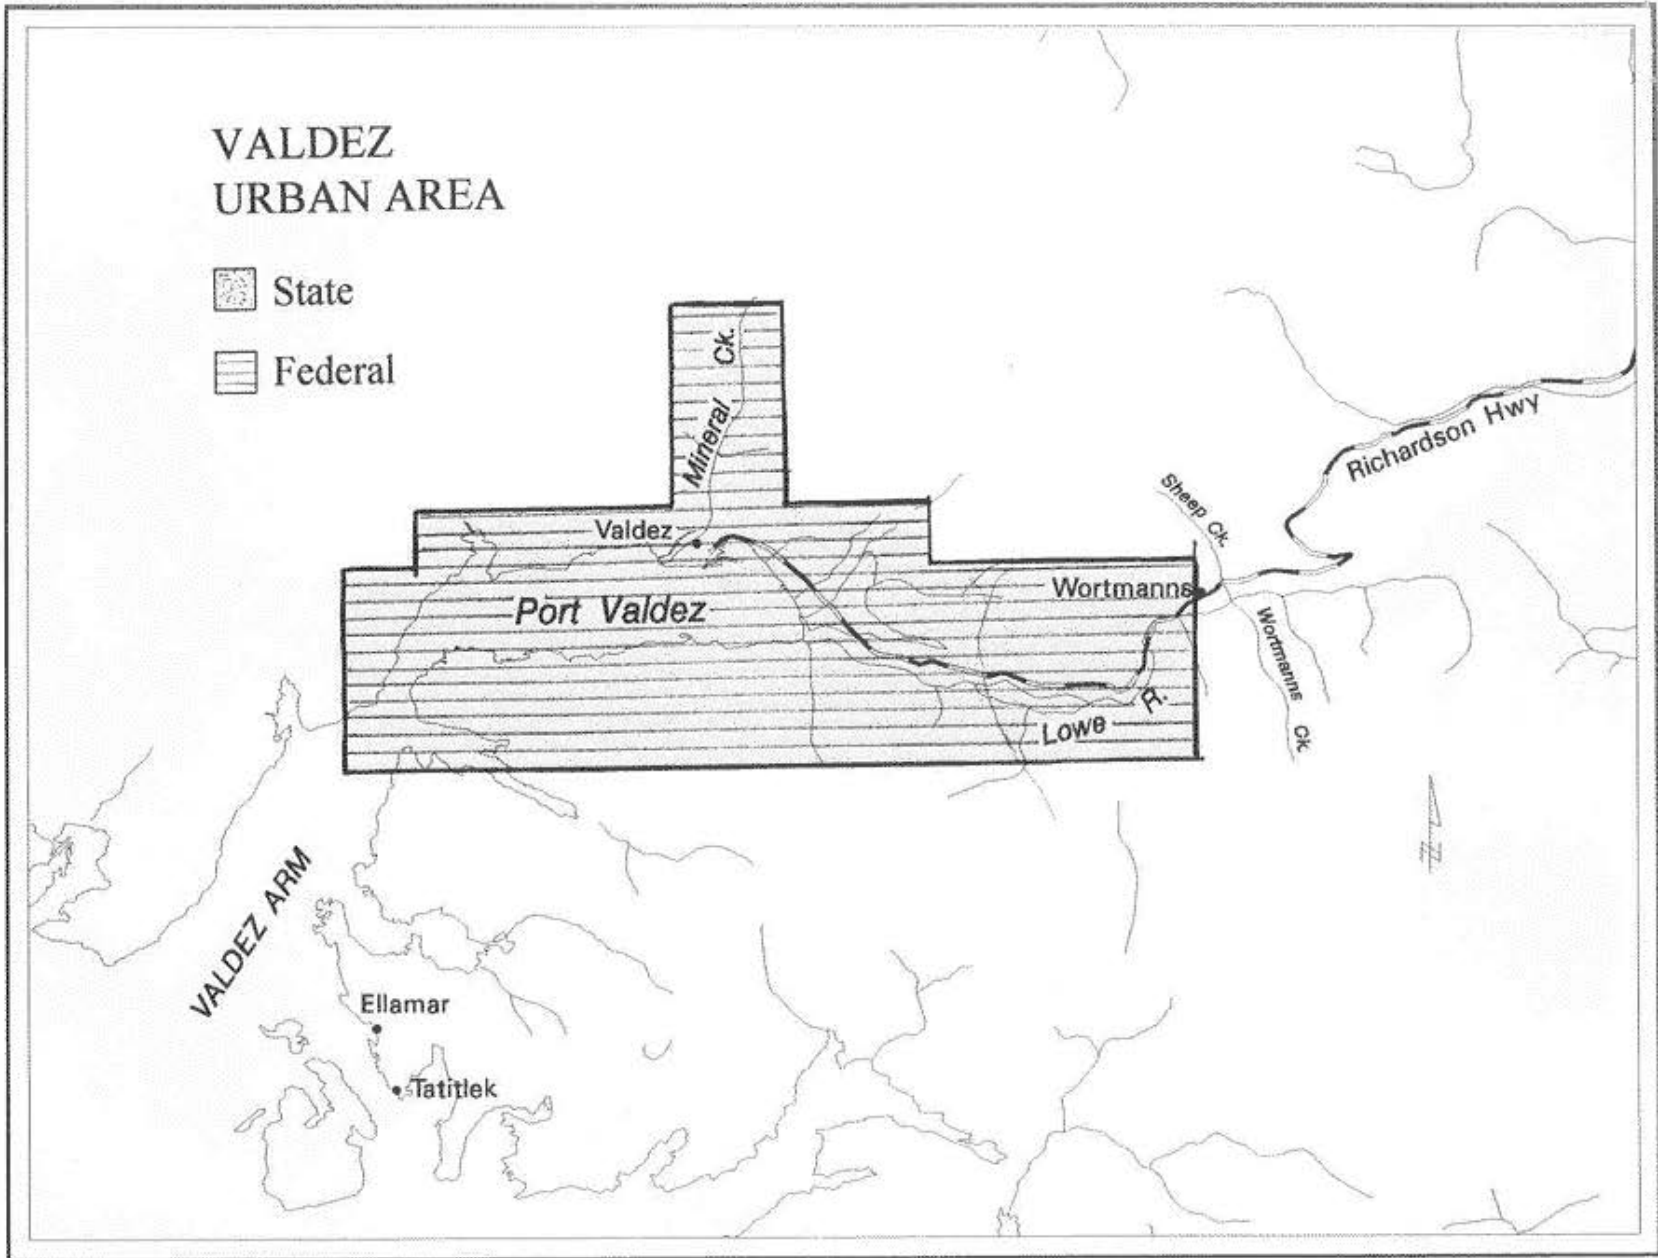 VALDEZ
URBAN AREA
State
Federal
Mineral Ck.
Richardson Hwy
Sheep Ck.
Valdez
Wortmanns
Port Valdez
Wortmanns Ck.
Lowe R.
VALDEZ ARM
Ellamar
Tatitlek